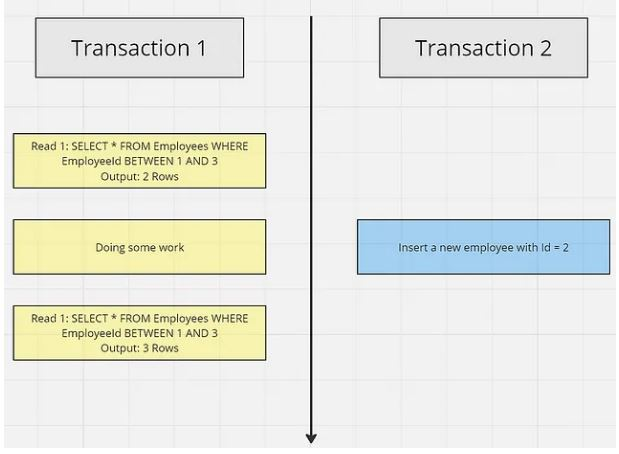 Transaction 1
Transaction 2
Read 1: SELECT * FROM Employees WHERE
EmployeeId BETWEEN 1 AND 3
Output: 2 Rows
Doing some work
Insert a new employee with Id = 2
Read 1: SELECT * FROM Employees WHERE
EmployeeId BETWEEN 1 AND 3
Output: 3 Rows